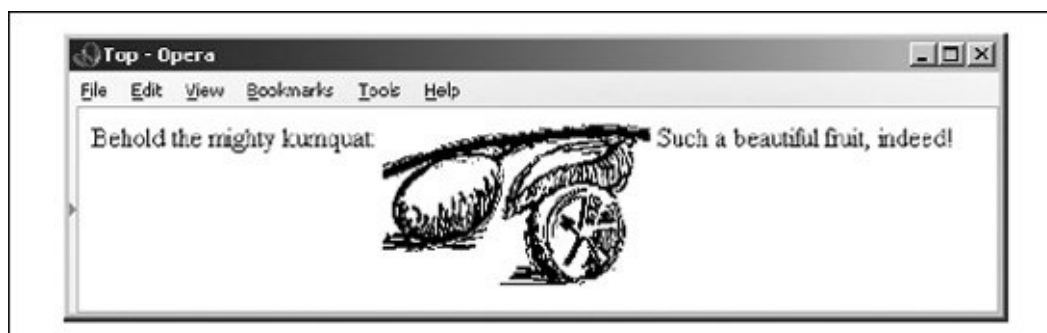 Top - Opera
File Edit View Bookmarks Tools Help
Behold the mighty kumquat: Such a beautiful fruit, indeed!